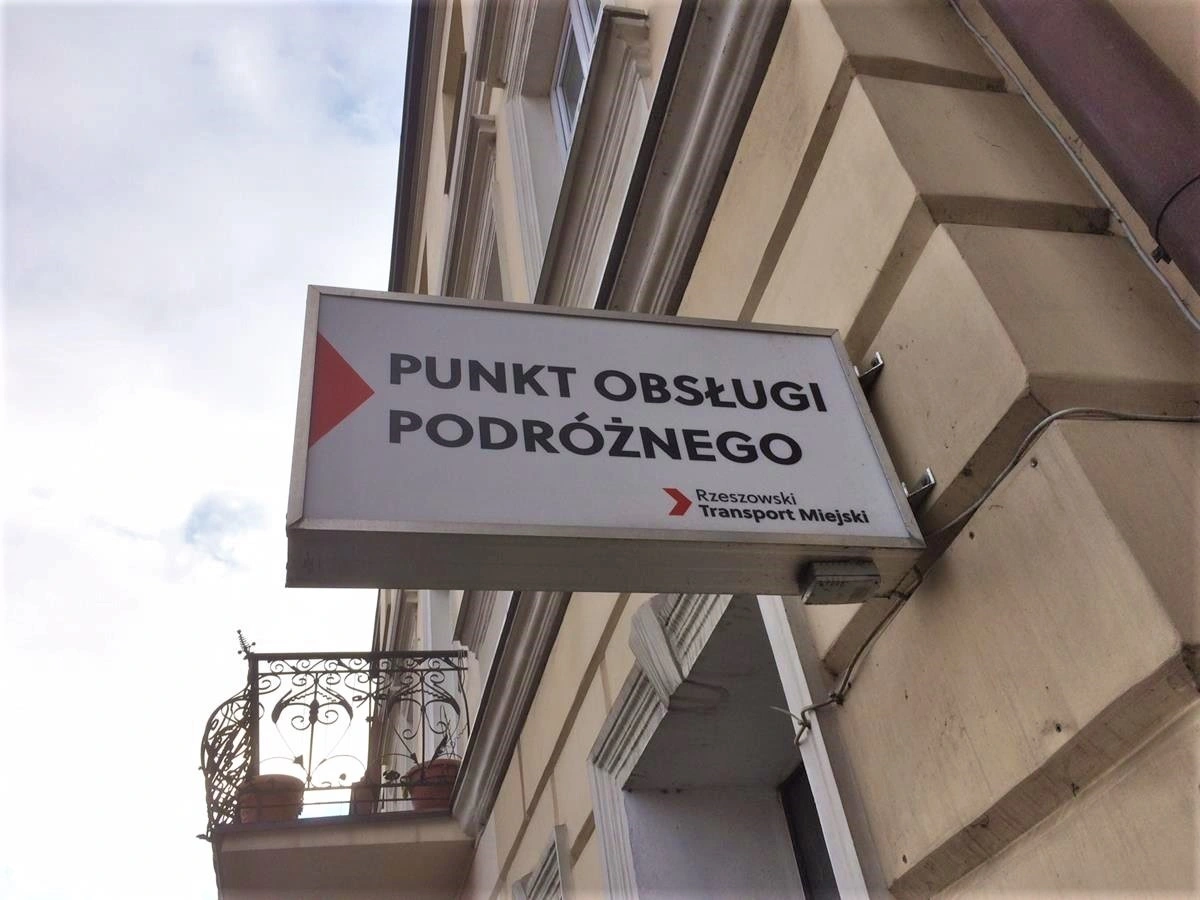 PUNKT OBSŁUGI
PODRÓŻNEGO
Rzeszowski
Transport Miejski